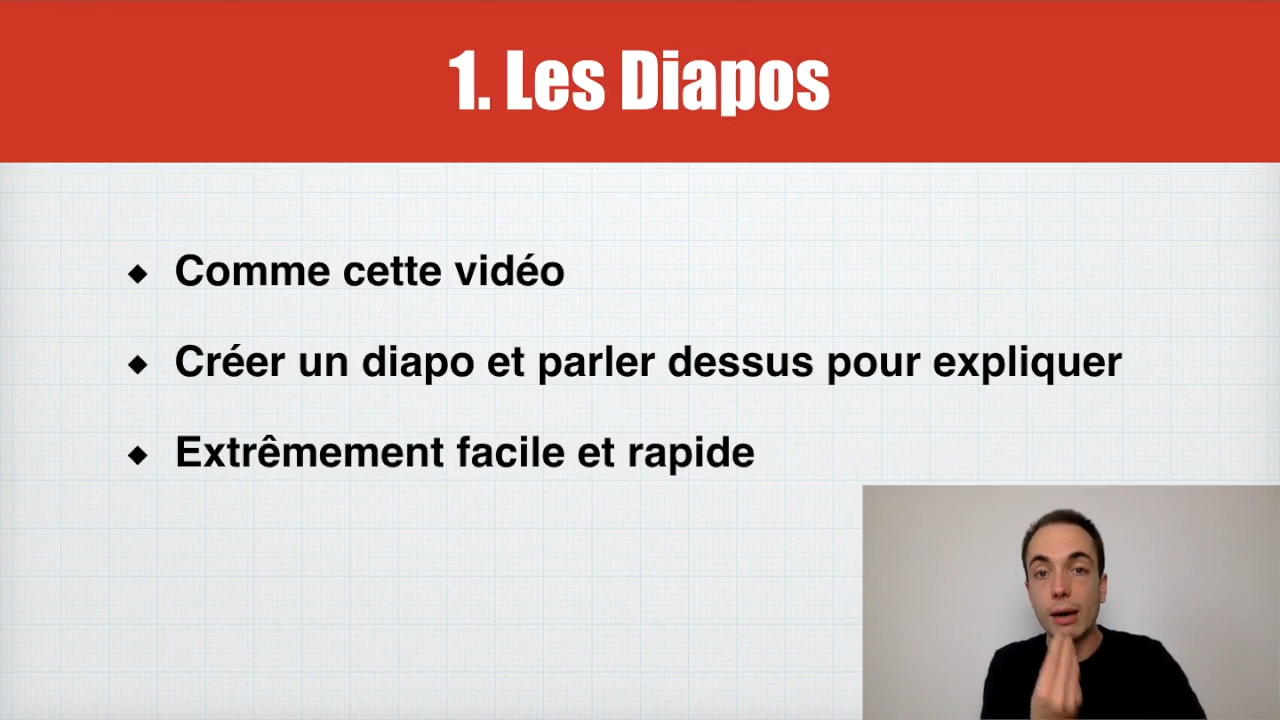 1. Les Diapos
Comme cette vidéo
Créer un diapo et parler dessus pour expliquer
Extrêmement facile et rapide